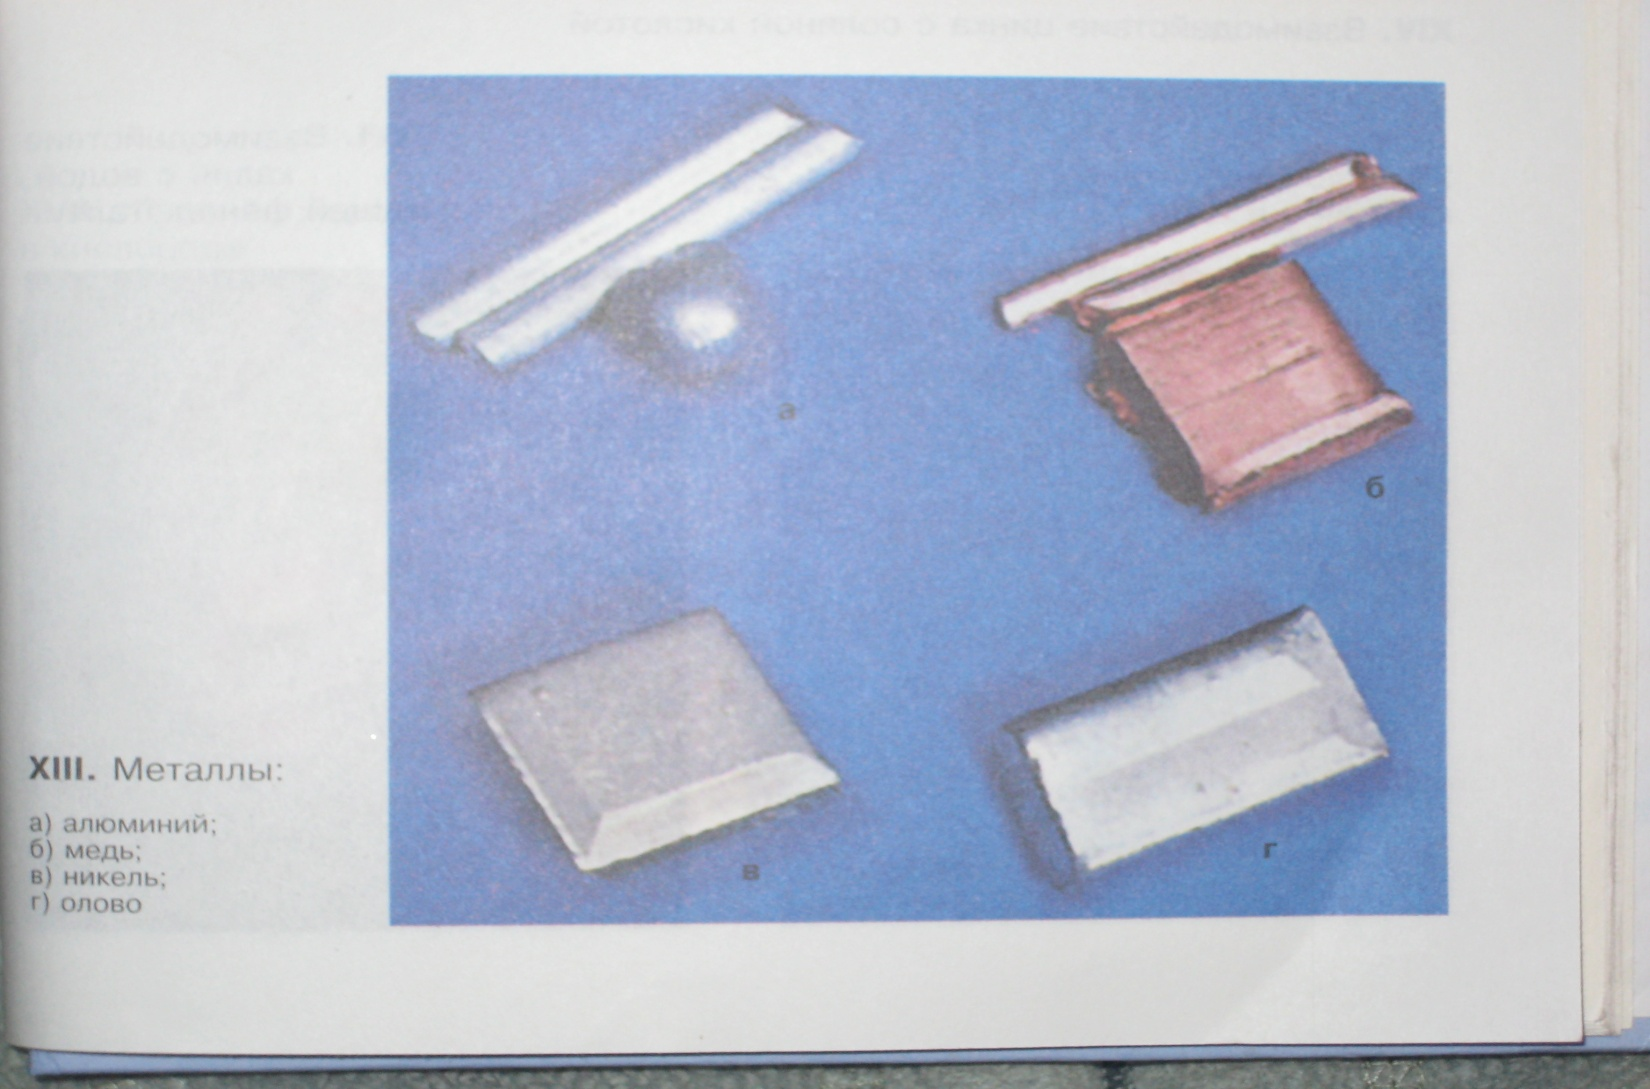 а
б
в
г
XIII. Металлы:
а) алюминий;
б) медь;
в) никель;
г) олово